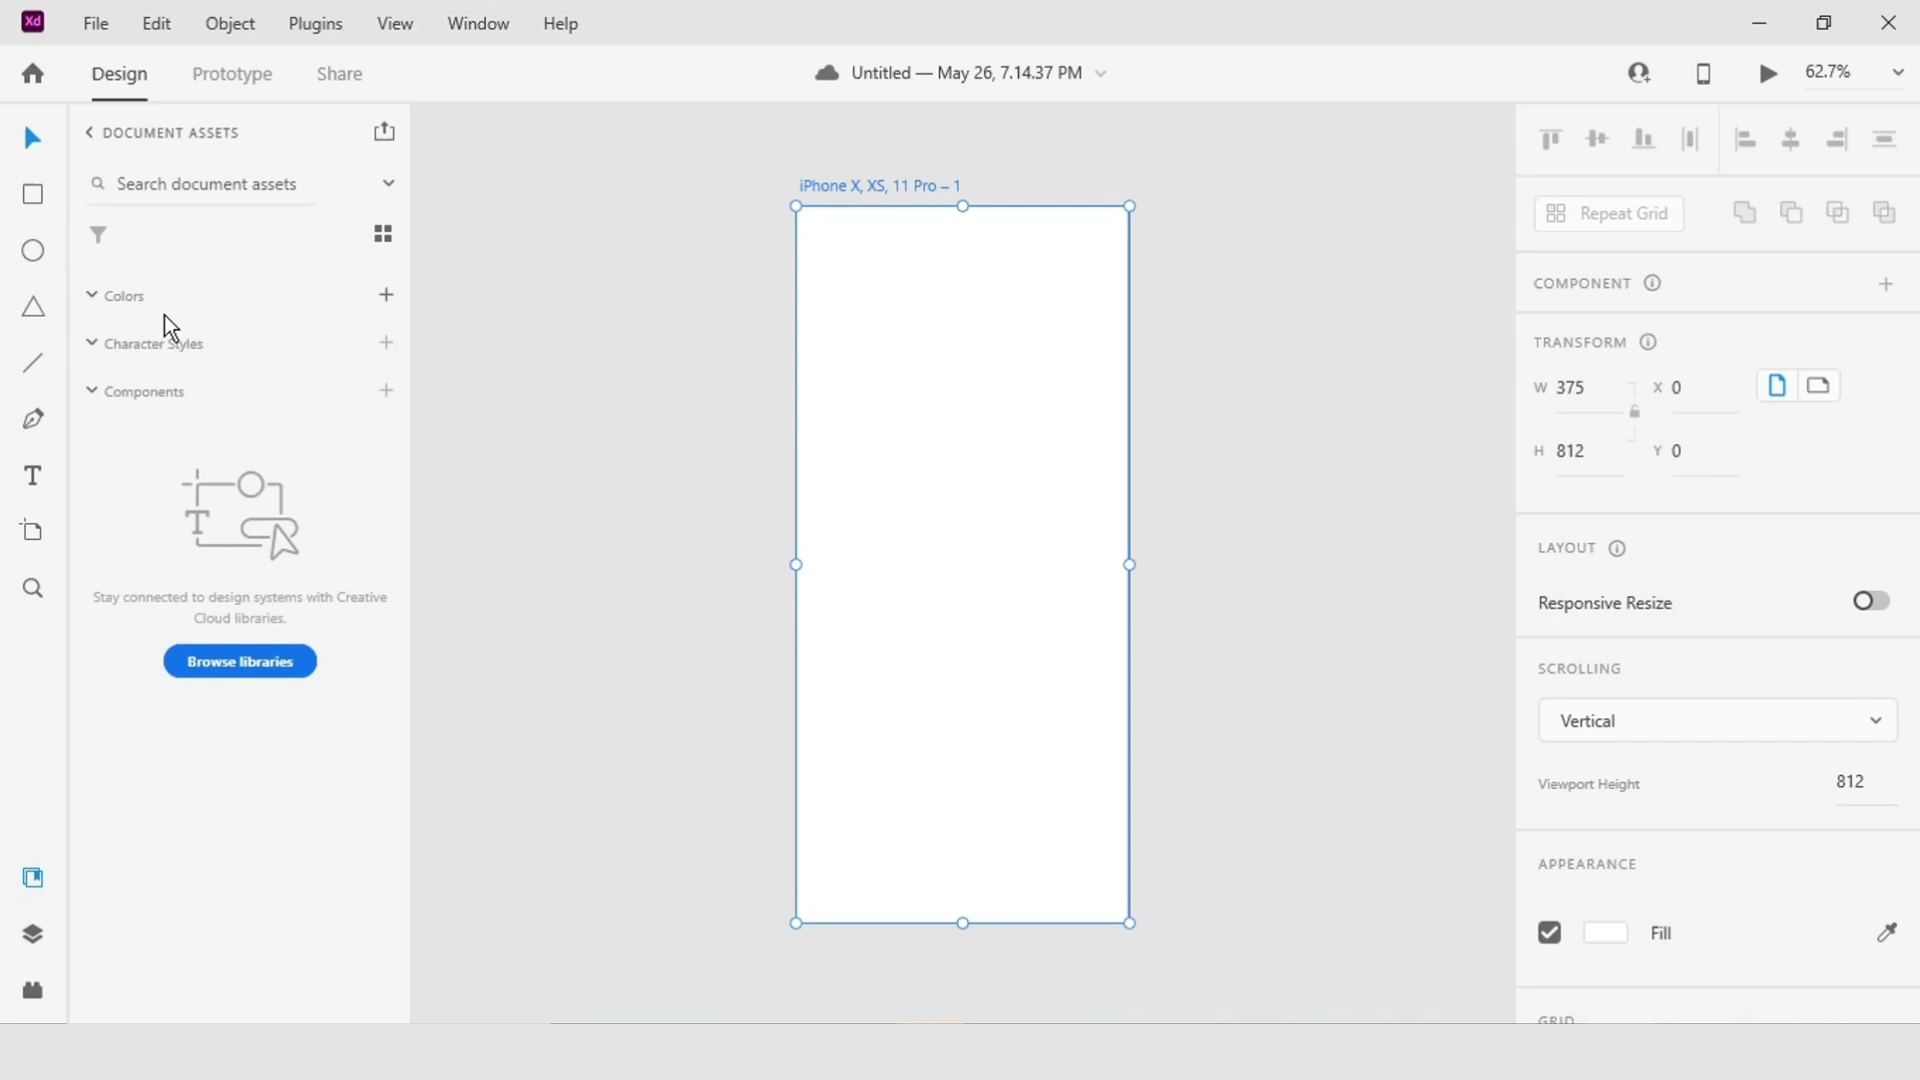 Xd File Edit Object Plugins View Window Help
Design Prototype Share Untitled — May 26, 7.14.37 PM 62.7%
DOCUMENT ASSETS
Search document assets
Colors
Character Styles
Components
T
Stay connected to design systems with Creative
Cloud libraries.
Browse libraries
iPhone X, XS, 11 Pro – 1
Repeat Grid
COMPONENT
TRANSFORM
W 375 X 0
H 812 Y 0
LAYOUT
Responsive Resize
SCROLLING
Vertical
Viewport Height 812
APPEARANCE
Fill
GRID